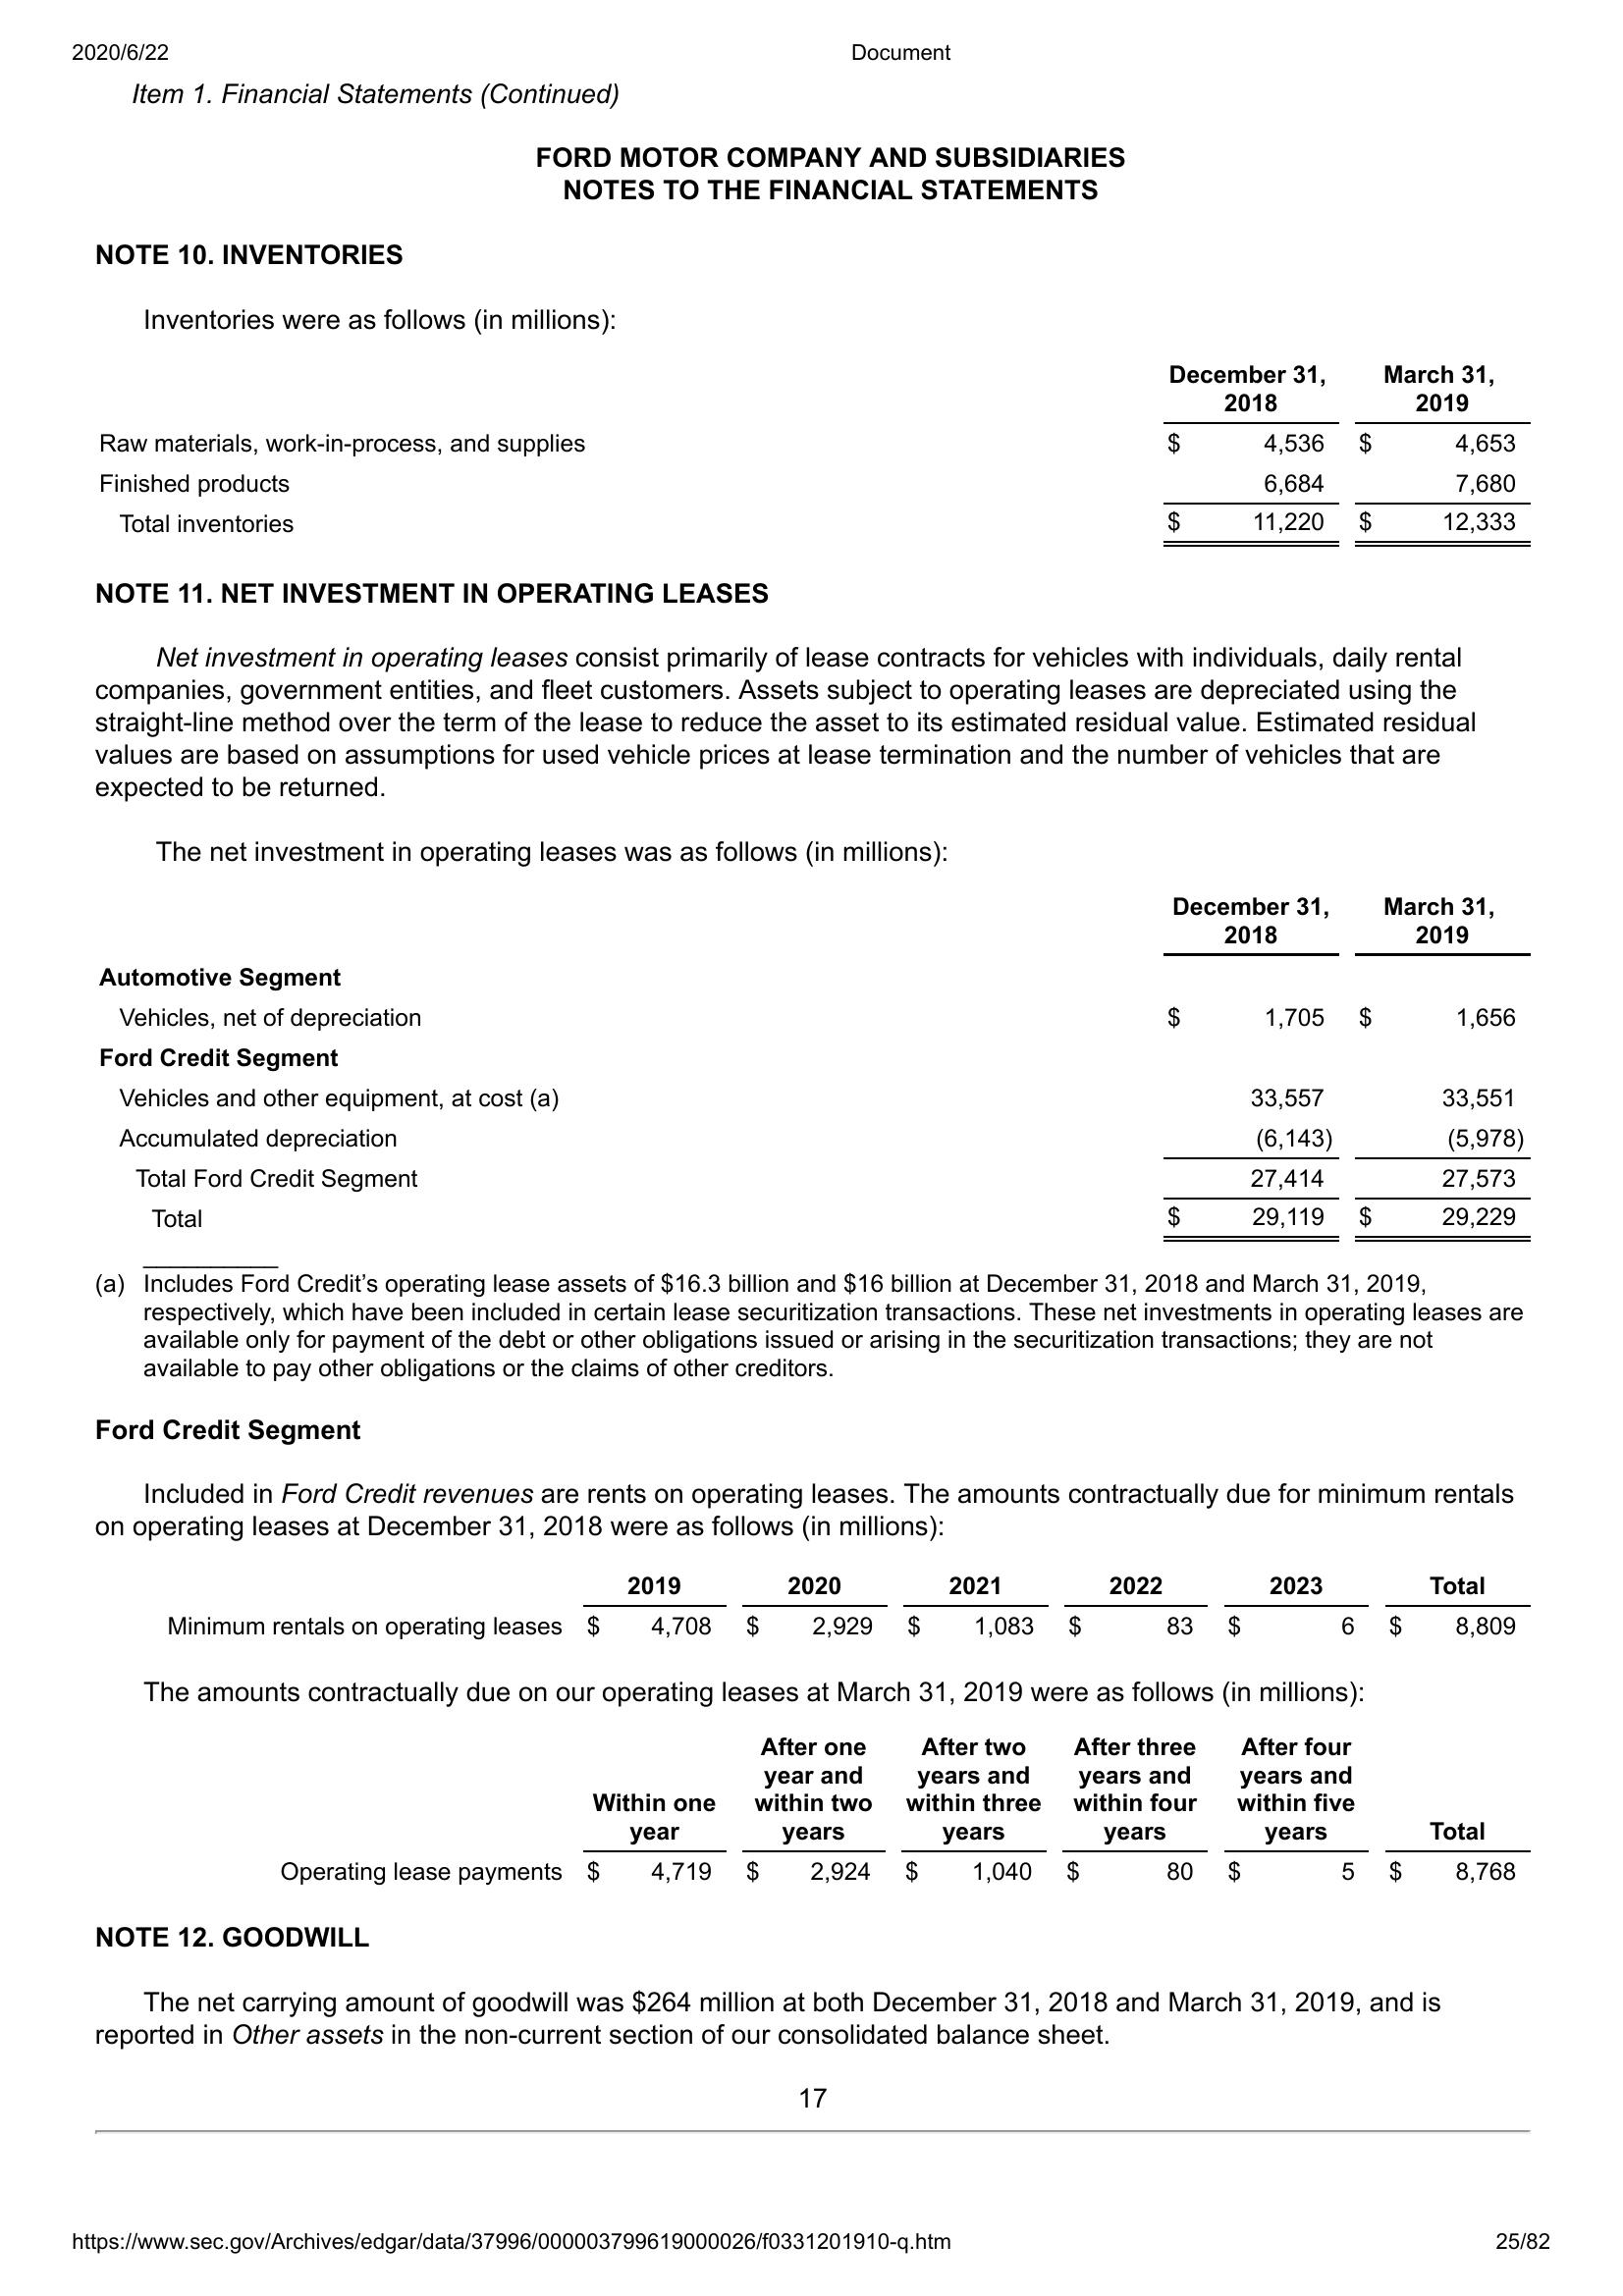 2020/6/22 Document
Item 1. Financial Statements (Continued)
FORD MOTOR COMPANY AND SUBSIDIARIES
NOTES TO THE FINANCIAL STATEMENTS
NOTE 10. INVENTORIES
Inventories were as follows (in millions):
December 31, March 31,
2018 2019
Raw materials, work-in-process, and supplies $ 4,536 $ 4,653
Finished products 6,684 7,680
Total inventories $ 11,220 $ 12,333
NOTE 11. NET INVESTMENT IN OPERATING LEASES
Net investment in operating leases consist primarily of lease contracts for vehicles with individuals, daily rental
companies, government entities, and fleet customers. Assets subject to operating leases are depreciated using the
straight-line method over the term of the lease to reduce the asset to its estimated residual value. Estimated residual
values are based on assumptions for used vehicle prices at lease termination and the number of vehicles that are
expected to be returned.
The net investment in operating leases was as follows (in millions):
December 31, March 31,
2018 2019
Automotive Segment
Vehicles, net of depreciation $ 1,705 $ 1,656
Ford Credit Segment
Vehicles and other equipment, at cost (a) 33,557 33,551
Accumulated depreciation (6,143) (5,978)
Total Ford Credit Segment 27,414 27,573
Total $ 29,119 $ 29,229
__________
(a) Includes Ford Credit’s operating lease assets of $16.3 billion and $16 billion at December 31, 2018 and March 31, 2019,
respectively, which have been included in certain lease securitization transactions. These net investments in operating leases are
available only for payment of the debt or other obligations issued or arising in the securitization transactions; they are not
available to pay other obligations or the claims of other creditors.
Ford Credit Segment
Included in Ford Credit revenues are rents on operating leases. The amounts contractually due for minimum rentals
on operating leases at December 31, 2018 were as follows (in millions):
2019 2020 2021 2022 2023 Total
Minimum rentals on operating leases $ 4,708 $ 2,929 $ 1,083 $ 83 $ 6 $ 8,809
The amounts contractually due on our operating leases at March 31, 2019 were as follows (in millions):
After one After two After three After four
year and years and years and years and
Within one within two within three within four within five
year years years years years Total
Operating lease payments $ 4,719 $ 2,924 $ 1,040 $ 80 $ 5 $ 8,768
NOTE 12. GOODWILL
The net carrying amount of goodwill was $264 million at both December 31, 2018 and March 31, 2019, and is
reported in Other assets in the non-current section of our consolidated balance sheet.
17
https://www.sec.gov/Archives/edgar/data/37996/000003799619000026/f0331201910-q.htm 25/82